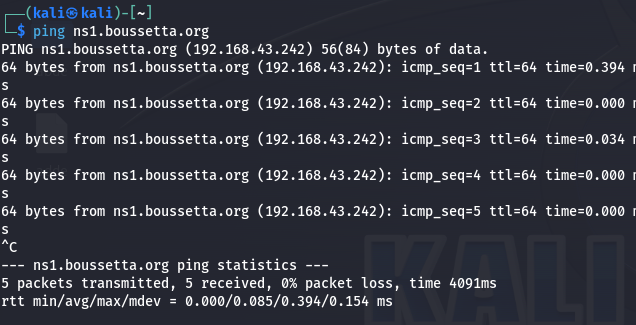 ┌──(kali㉿kali)-[~]
└─$ ping ns1.boussetta.org
PING ns1.boussetta.org (192.168.43.242) 56(84) bytes of data.
64 bytes from ns1.boussetta.org (192.168.43.242): icmp_seq=1 ttl=64 time=0.394 m
s
64 bytes from ns1.boussetta.org (192.168.43.242): icmp_seq=2 ttl=64 time=0.000 m
s
64 bytes from ns1.boussetta.org (192.168.43.242): icmp_seq=3 ttl=64 time=0.034 m
s
64 bytes from ns1.boussetta.org (192.168.43.242): icmp_seq=4 ttl=64 time=0.000 m
s
64 bytes from ns1.boussetta.org (192.168.43.242): icmp_seq=5 ttl=64 time=0.000 m
s
^C
--- ns1.boussetta.org ping statistics ---
5 packets transmitted, 5 received, 0% packet loss, time 4091ms
rtt min/avg/max/mdev = 0.000/0.085/0.394/0.154 ms
KALI